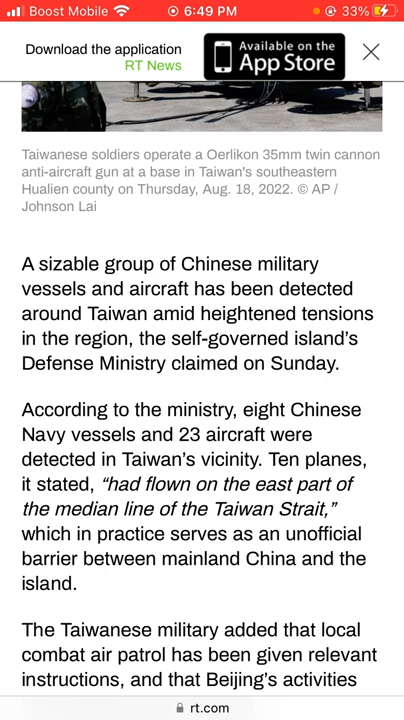 Boost Mobile 6:49 PM 33%
Download the application
RT News
Available on the
App Store
Taiwanese soldiers operate a Oerlikon 35mm twin cannon
anti-aircraft gun at a base in Taiwan's southeastern
Hualien county on Thursday, Aug. 18, 2022. © AP /
Johnson Lai
A sizable group of Chinese military
vessels and aircraft has been detected
around Taiwan amid heightened tensions
in the region, the self-governed island’s
Defense Ministry claimed on Sunday.
According to the ministry, eight Chinese
Navy vessels and 23 aircraft were
detected in Taiwan’s vicinity. Ten planes,
it stated, “had flown on the east part of
the median line of the Taiwan Strait,”
which in practice serves as an unofficial
barrier between mainland China and the
island.
The Taiwanese military added that local
combat air patrol has been given relevant
instructions, and that Beijing’s activities
rt.com